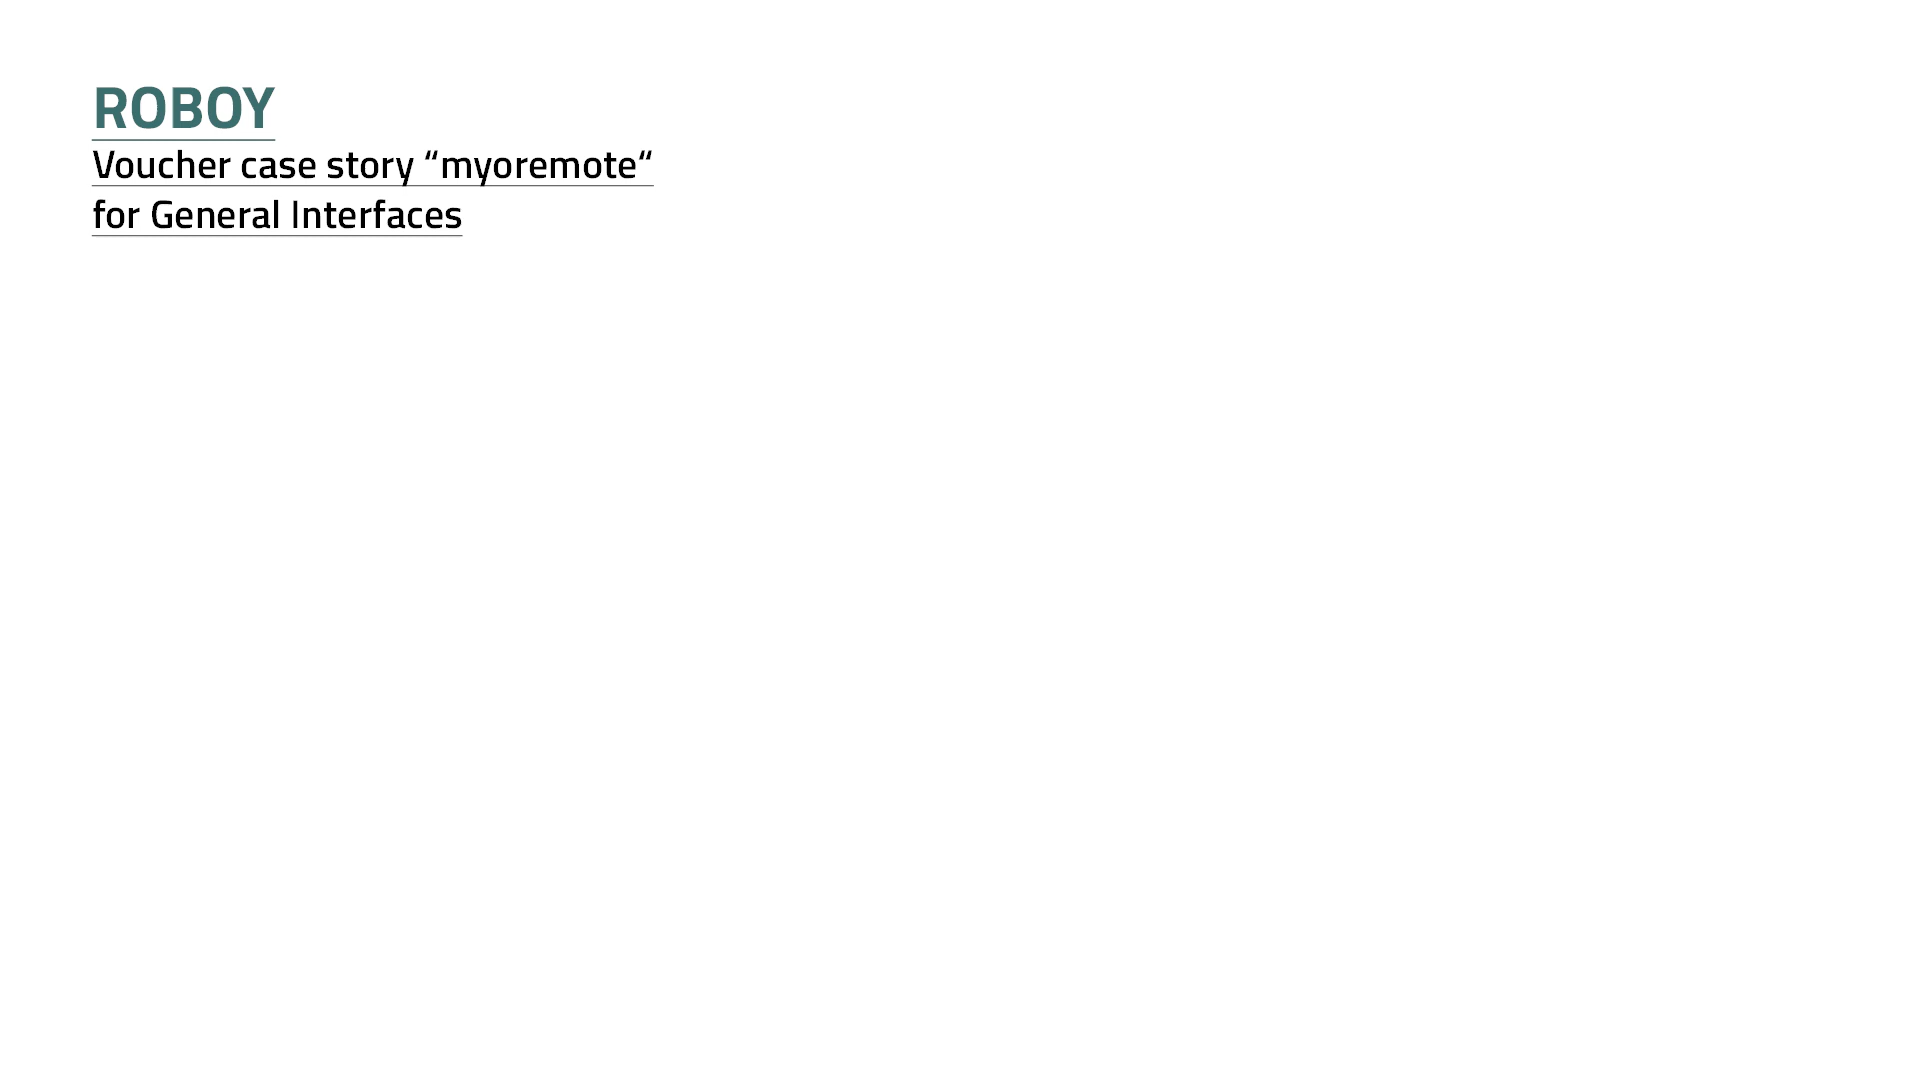 ROBOY
Voucher case story “myoremote“
for General Interfaces